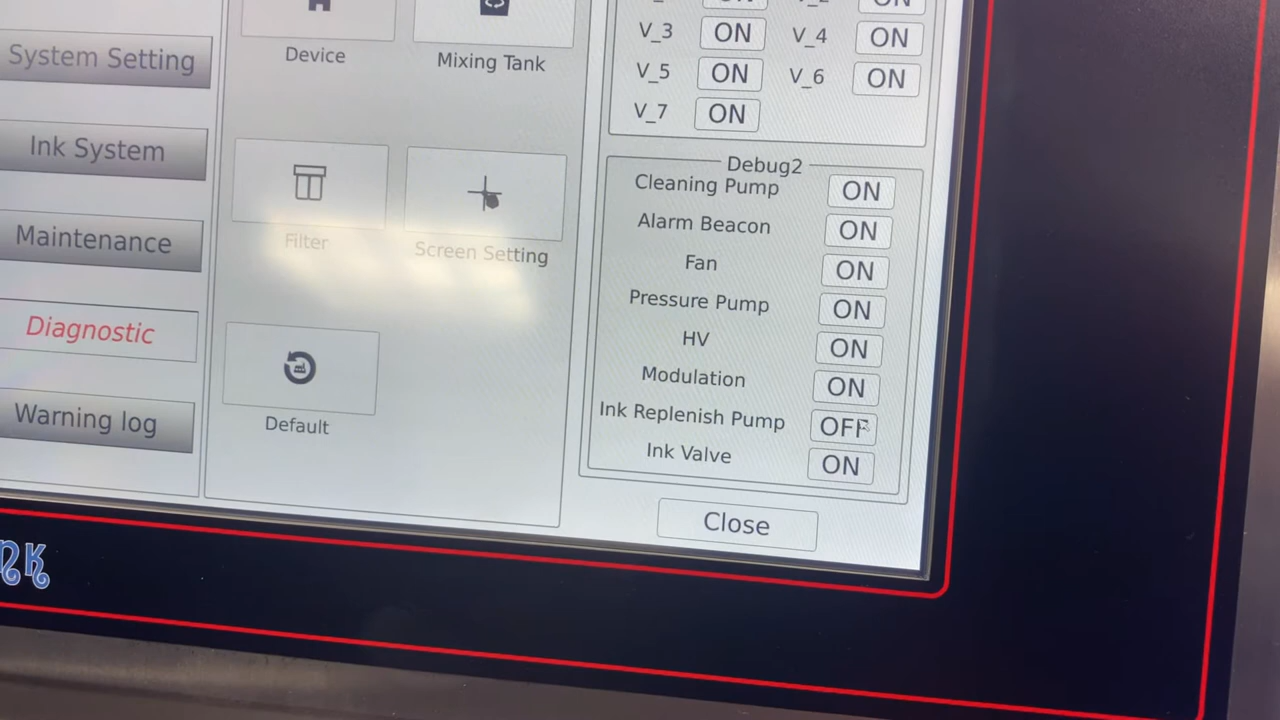 System Setting
Ink System
Maintenance
Diagnostic
Warning log
Device
Mixing Tank
Filter
Screen Setting
Default
ON
ON
V_3 ON V_4 ON
V_5 ON V_6 ON
V_7 ON
Debug2
Cleaning Pump ON
Alarm Beacon ON
Fan ON
Pressure Pump ON
HV ON
Modulation ON
Ink Replenish Pump OFF
Ink Valve ON
Close